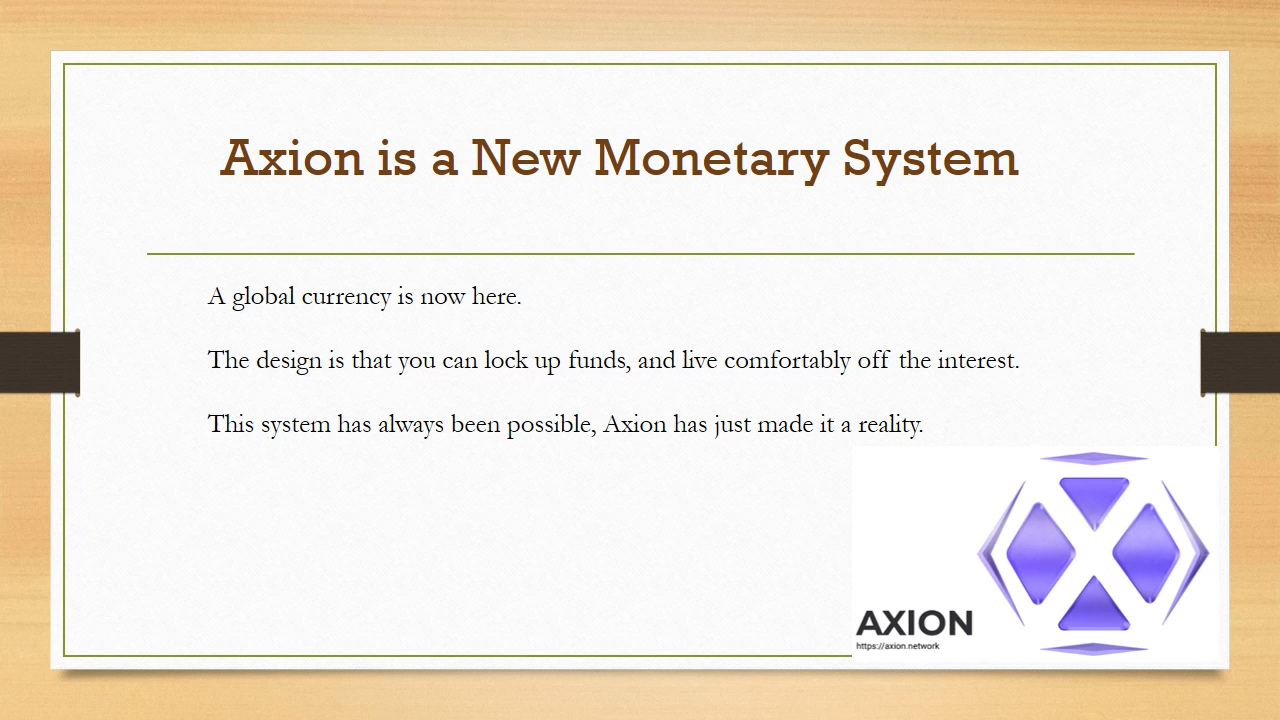 Axion is a New Monetary System
A global currency is now here.
The design is that you can lock up funds, and live comfortably off the interest.
This system has always been possible, Axion has just made it a reality.
AXION
https://axion.network